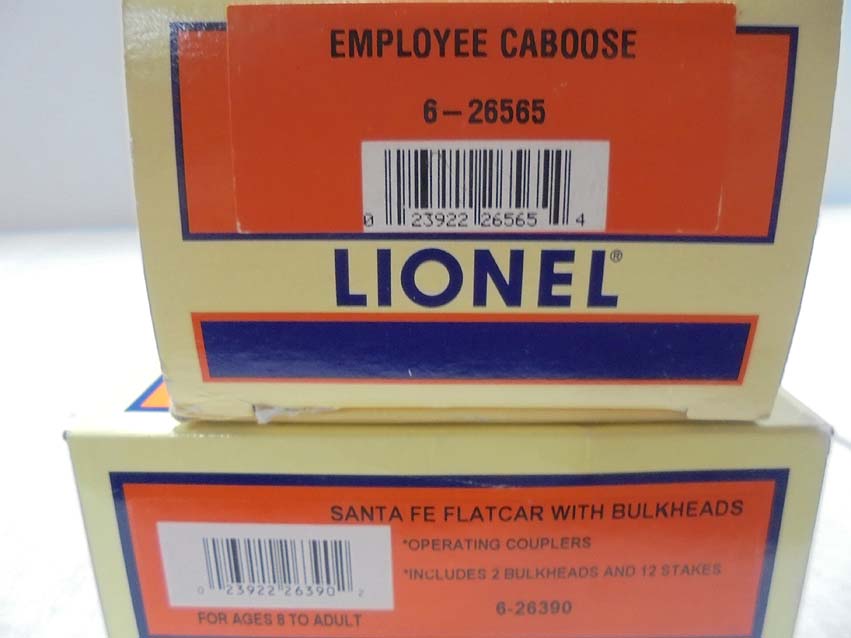 EMPLOYEE CABOOSE
6-26565
0 23922 26565 4
LIONEL®
SANTA FE FLATCAR WITH BULKHEADS
*OPERATING COUPLERS
*INCLUDES 2 BULKHEADS AND 12 STAKES
0 23922 26390 2
6-26390
FOR AGES 8 TO ADULT